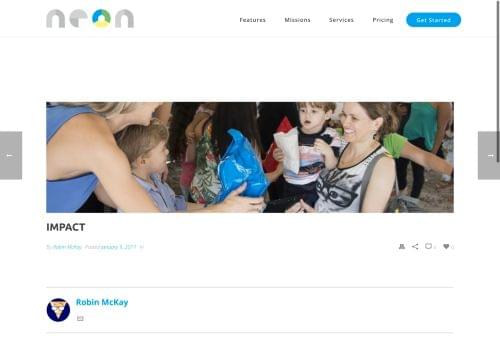 neon
Features Missions Services Pricing Get Started
← →
IMPACT
By Robin McKay Posted January 9, 2017 In
0 0
Robin McKay